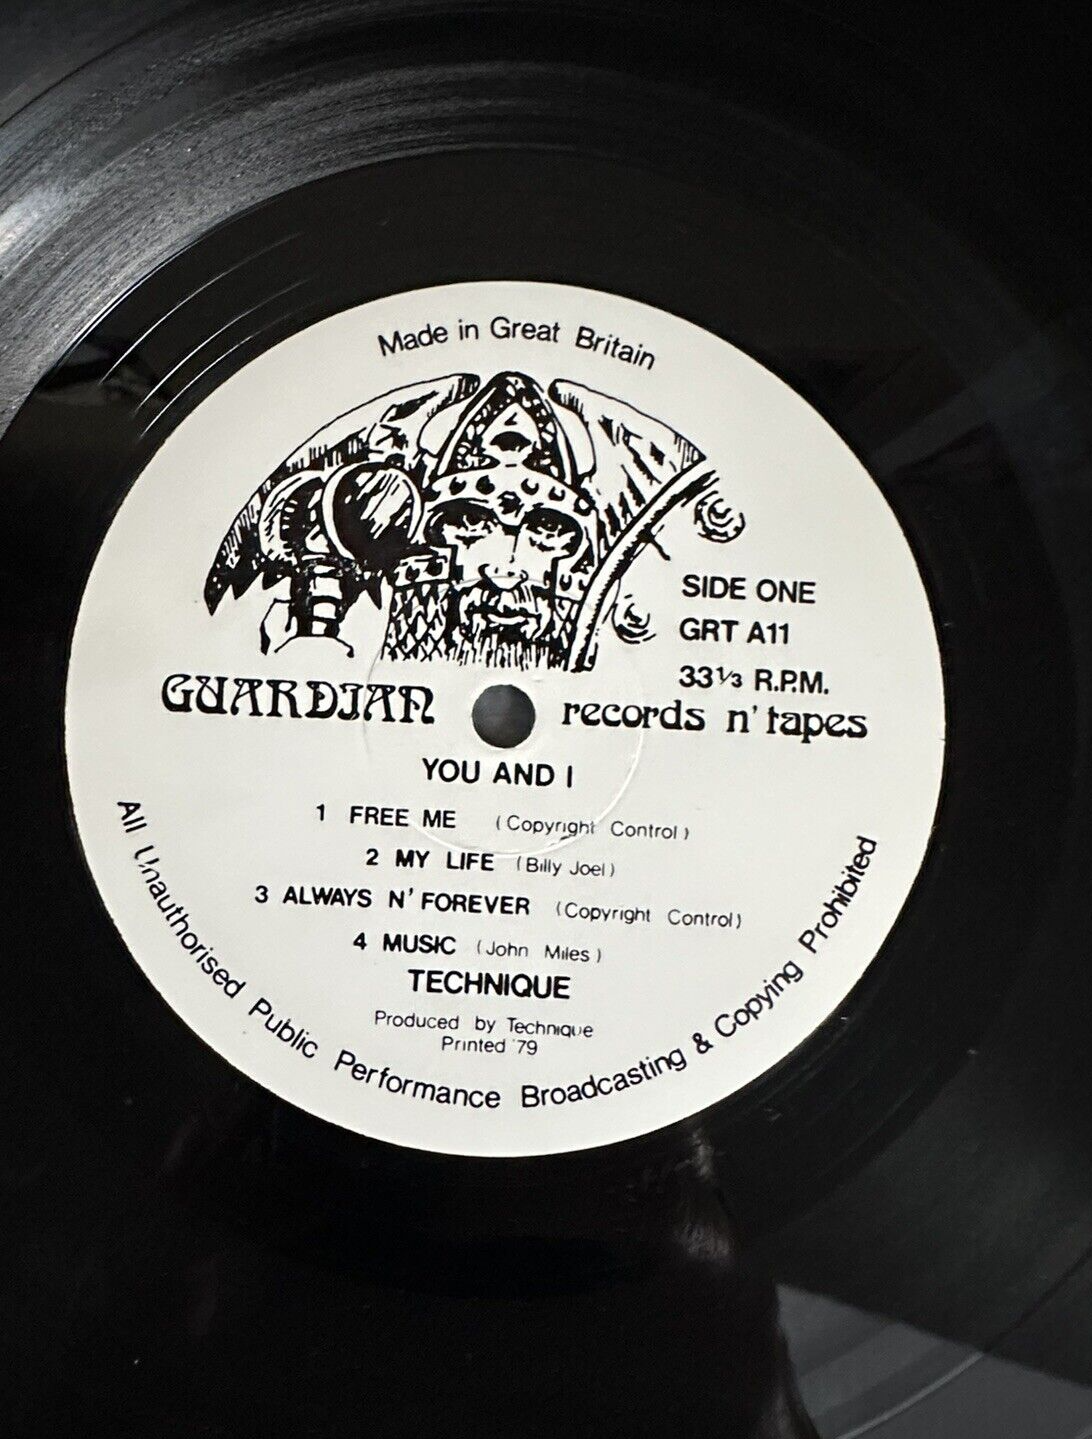 Made in Great Britain
SIDE ONE
GRT A11
33⅓ R.P.M.
GUARDIAN records n' tapes
YOU AND I
1 FREE ME (Copyright Control)
2 MY LIFE (Billy Joel)
3 ALWAYS N' FOREVER (Copyright Control)
4 MUSIC (John Miles)
TECHNIQUE
Produced by Technique
Printed '79
All Unauthorised Public Performance Broadcasting & Copying Prohibited